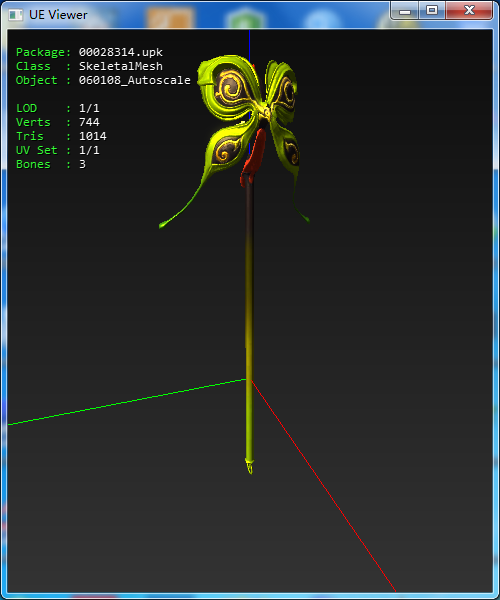 UE Viewer
Package: 00028314.upk
Class  : SkeletalMesh
Object : 060108_Autoscale
LOD    : 1/1
Verts  : 744
Tris   : 1014
UV Set : 1/1
Bones  : 3